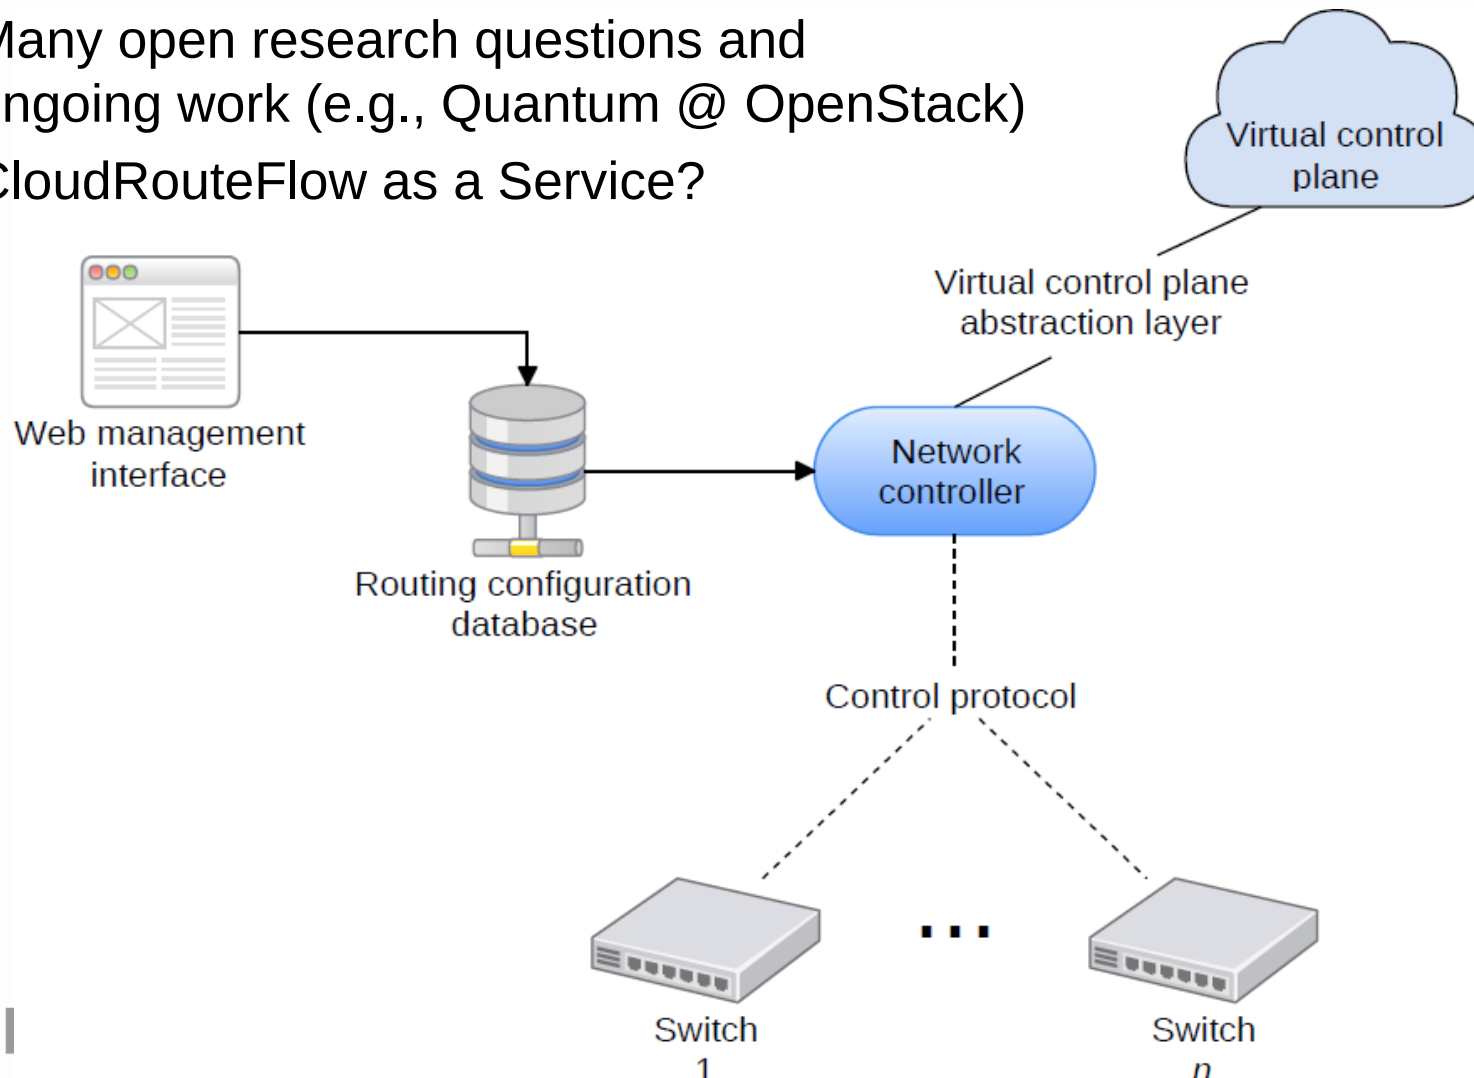 Many open research questions and
ngoing work (e.g., Quantum @ OpenStack)
CloudRouteFlow as a Service?
Virtual control
plane
Virtual control plane
abstraction layer
Web management
interface
Network
controller
Routing configuration
database
Control protocol
...
Switch
1
Switch
n